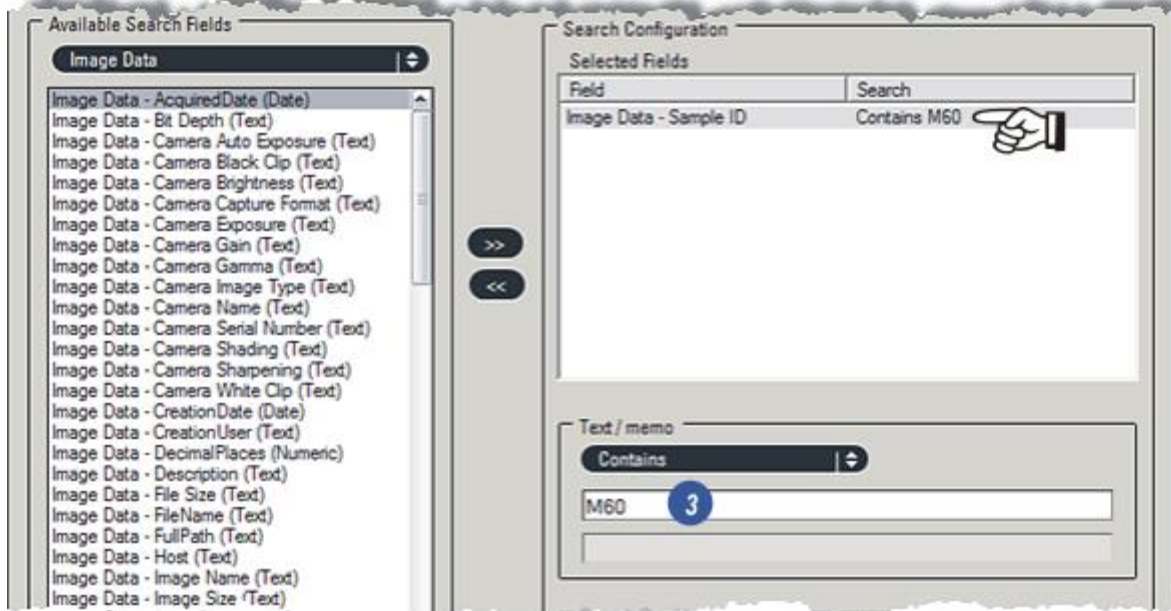 Available Search Fields
Image Data
Image Data - AcquiredDate (Date)
Image Data - Bit Depth (Text)
Image Data - Camera Auto Exposure (Text)
Image Data - Camera Black Clip (Text)
Image Data - Camera Brightness (Text)
Image Data - Camera Capture Format (Text)
Image Data - Camera Exposure (Text)
Image Data - Camera Gain (Text)
Image Data - Camera Gamma (Text)
Image Data - Camera Image Type (Text)
Image Data - Camera Name (Text)
Image Data - Camera Serial Number (Text)
Image Data - Camera Shading (Text)
Image Data - Camera Sharpening (Text)
Image Data - Camera White Clip (Text)
Image Data - CreationDate (Date)
Image Data - CreationUser (Text)
Image Data - DecimalPlaces (Numeric)
Image Data - Description (Text)
Image Data - File Size (Text)
Image Data - FileName (Text)
Image Data - FullPath (Text)
Image Data - Host (Text)
Image Data - Image Name (Text)
Image Data - Image Size (Text)
>>
<<
Search Configuration
Selected Fields
Field Search
Image Data - Sample ID Contains M60
Text / memo
Contains
M60 3